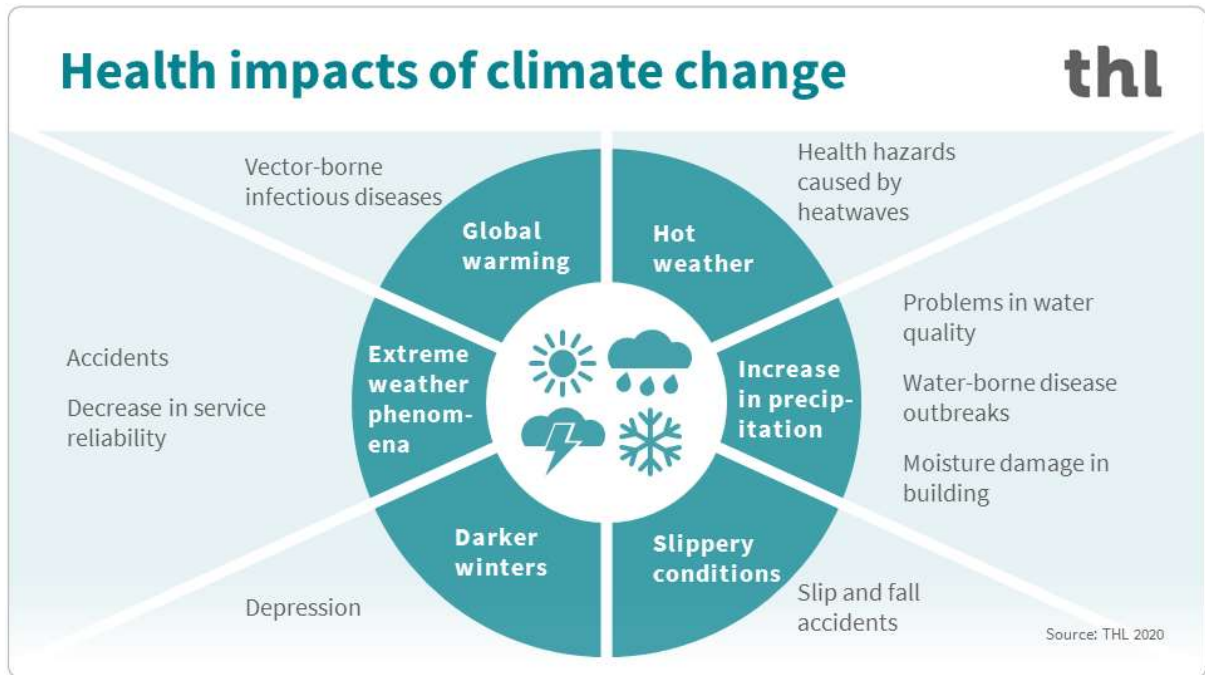 Health impacts of climate change
thl
Vector-borne
infectious diseases
Global
warming
Hot
weather
Health hazards
caused by
heatwaves
Accidents
Decrease in service
reliability
Extreme
weather
phenom-
ena
Increase
in precip-
itation
Problems in water
quality
Water-borne disease
outbreaks
Moisture damage in
building
Depression
Darker
winters
Slippery
conditions
Slip and fall
accidents
Source: THL 2020